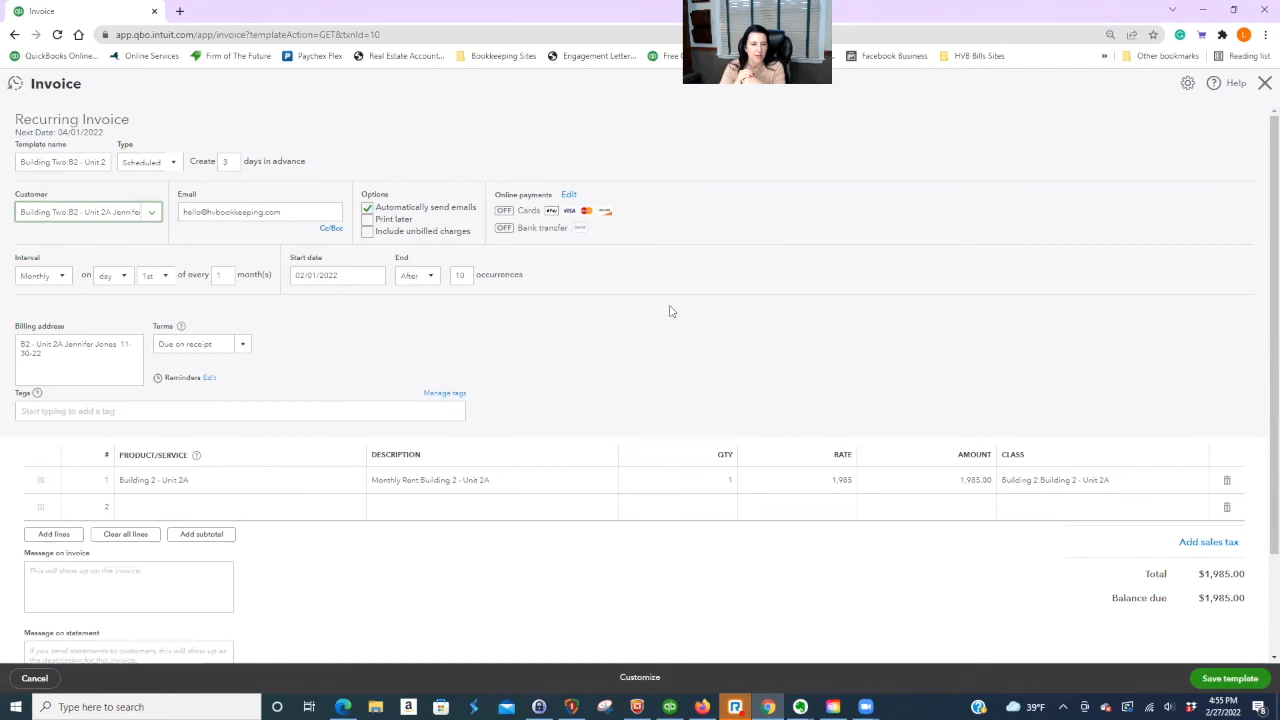 Invoice
app.qbo.intuit.com/app/invoice?templateaction=GET&txnId=10
QuickBooks Online... Online Services Firm of The Future Paychex Real Estate Account... Bookkeeping Sites Engagement Letter... QuickBooks Online C Facebook Business HVB Bills Sites » Other bookmarks Reading list
Invoice Help
Recurring Invoice
Next Date: 04/01/2022
Template name Type
Building Two:B2 - Unit 2 Scheduled Create 3 days in advance
Customer Email Options Online payments Edit
Building Two:B2 - Unit 2A Jennifer hello@hvbookkeeping.com Automatically send emails OFF Cards Pay VISA
Print later
Cc/Bcc Include unbilled charges OFF Bank transfer BANK
Interval Start date End
Monthly on day 1st of every 1 month(s) 02/01/2022 After 10 occurrences
Billing address Terms
B2 - Unit 2A Jennifer Jones 11-
30-22
Due on receipt
Reminders Edit
Tags Manage tags
Start typing to add a tag
# PRODUCT/SERVICE DESCRIPTION QTY RATE AMOUNT CLASS
1 Building 2 - Unit 2A Monthly Rent Building 2 - Unit 2A 1 1,985 1,985.00 Building 2:Building 2 - Unit 2A
2
Add lines Clear all lines Add subtotal Add sales tax
Message on invoice
This will show up on the invoice.
Total $1,985.00
Balance due $1,985.00
Message on statement
If you send statements to customers, this will show up as
the description for this invoice.
Cancel Customize Save template
Type here to search 39°F 4:55 PM
2/27/2022